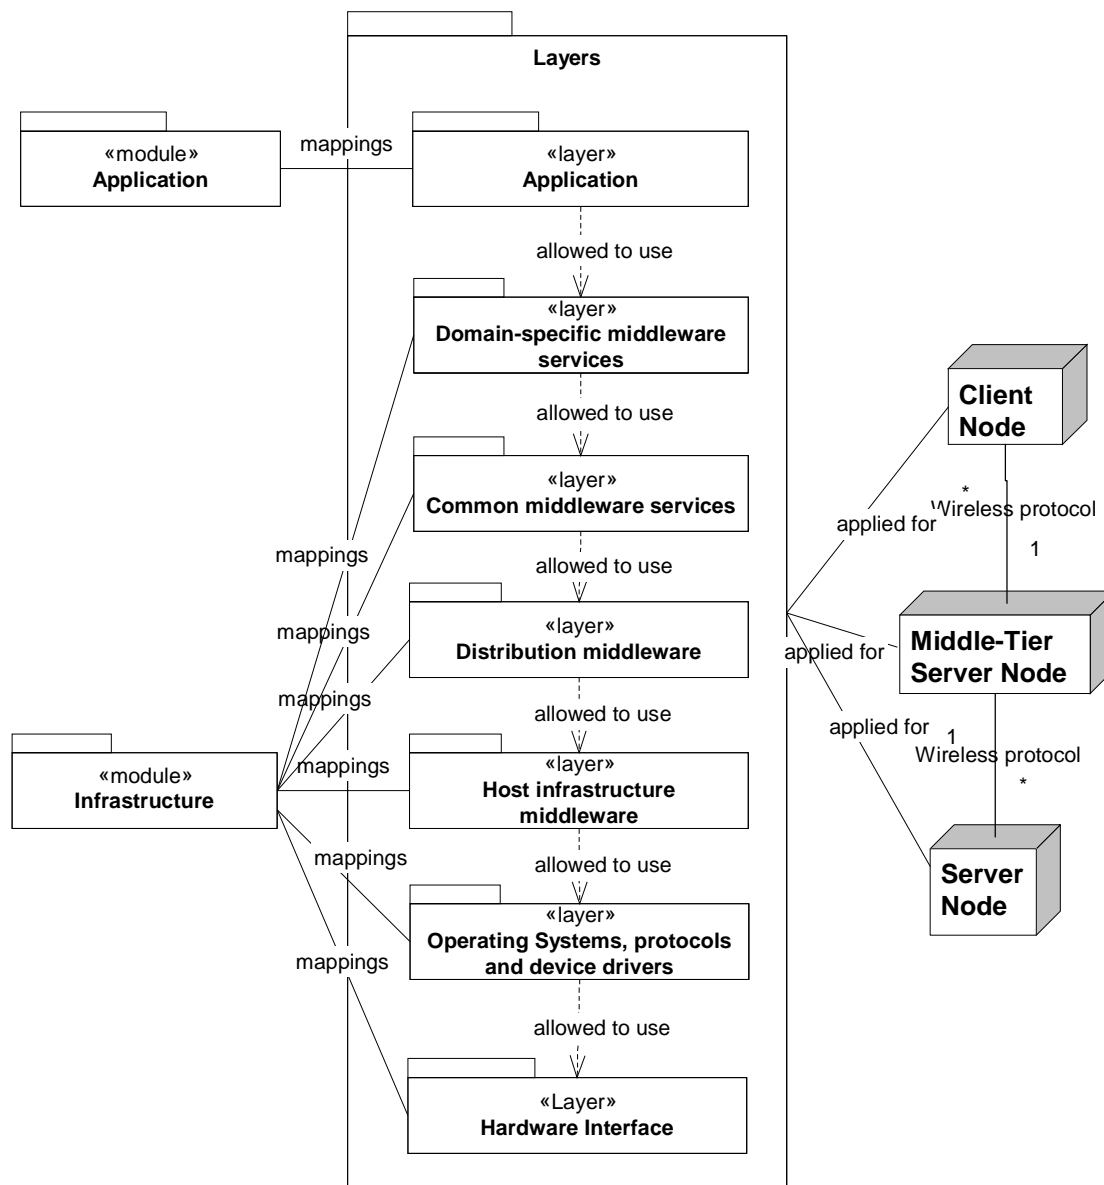 Layers
«module»
Application
mappings
«layer»
Application
allowed to use
«layer»
Domain-specific middleware
services
allowed to use
«layer»
Common middleware services
mappings
allowed to use
mappings
«layer»
Distribution middleware
mappings
allowed to use
«module»
Infrastructure
mappings
«layer»
Host infrastructure
middleware
mappings
allowed to use
«layer»
Operating Systems, protocols
and device drivers
mappings
allowed to use
«Layer»
Hardware Interface
Client
Node
*
Wireless protocol
applied for
1
Middle-Tier
Server Node
applied for
applied for
1
Wireless protocol
*
Server
Node